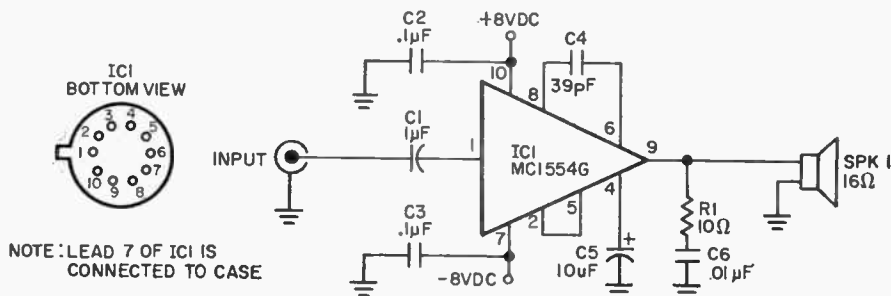 IC1
BOTTOM VIEW
1
2
3
4
5
6
7
8
9
10
NOTE: LEAD 7 OF IC1 IS
CONNECTED TO CASE
C2
.1µF
+8VDC
10
C4
39pF
8
6
C1
1µF
INPUT
1
IC1
MC1554G
9
SPK 1
16Ω
R1
10Ω
C6
.01µF
2
5
4
7
C3
.1µF
-8VDC
C5
10uF
+